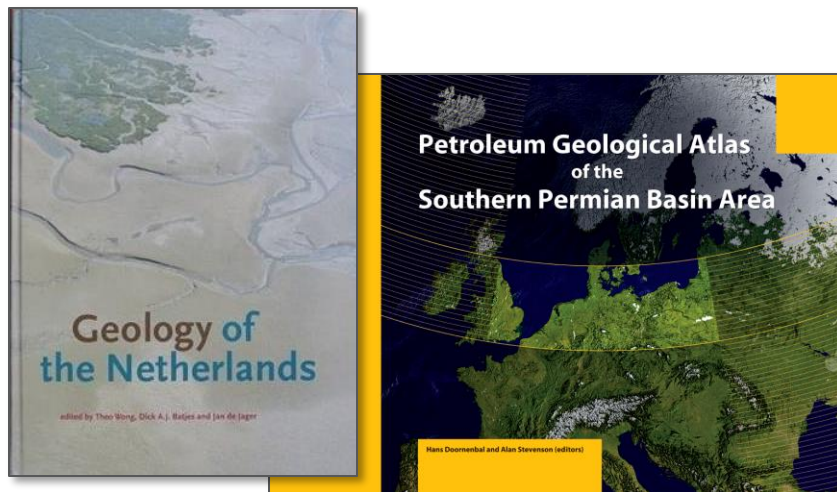 Geology of
the Netherlands
edited by Theo Wong, Dick A.J. Batjes and Jan de Jager
Petroleum Geological Atlas
of the
Southern Permian Basin Area
Hans Doornenbal and Alan Stevenson (editors)